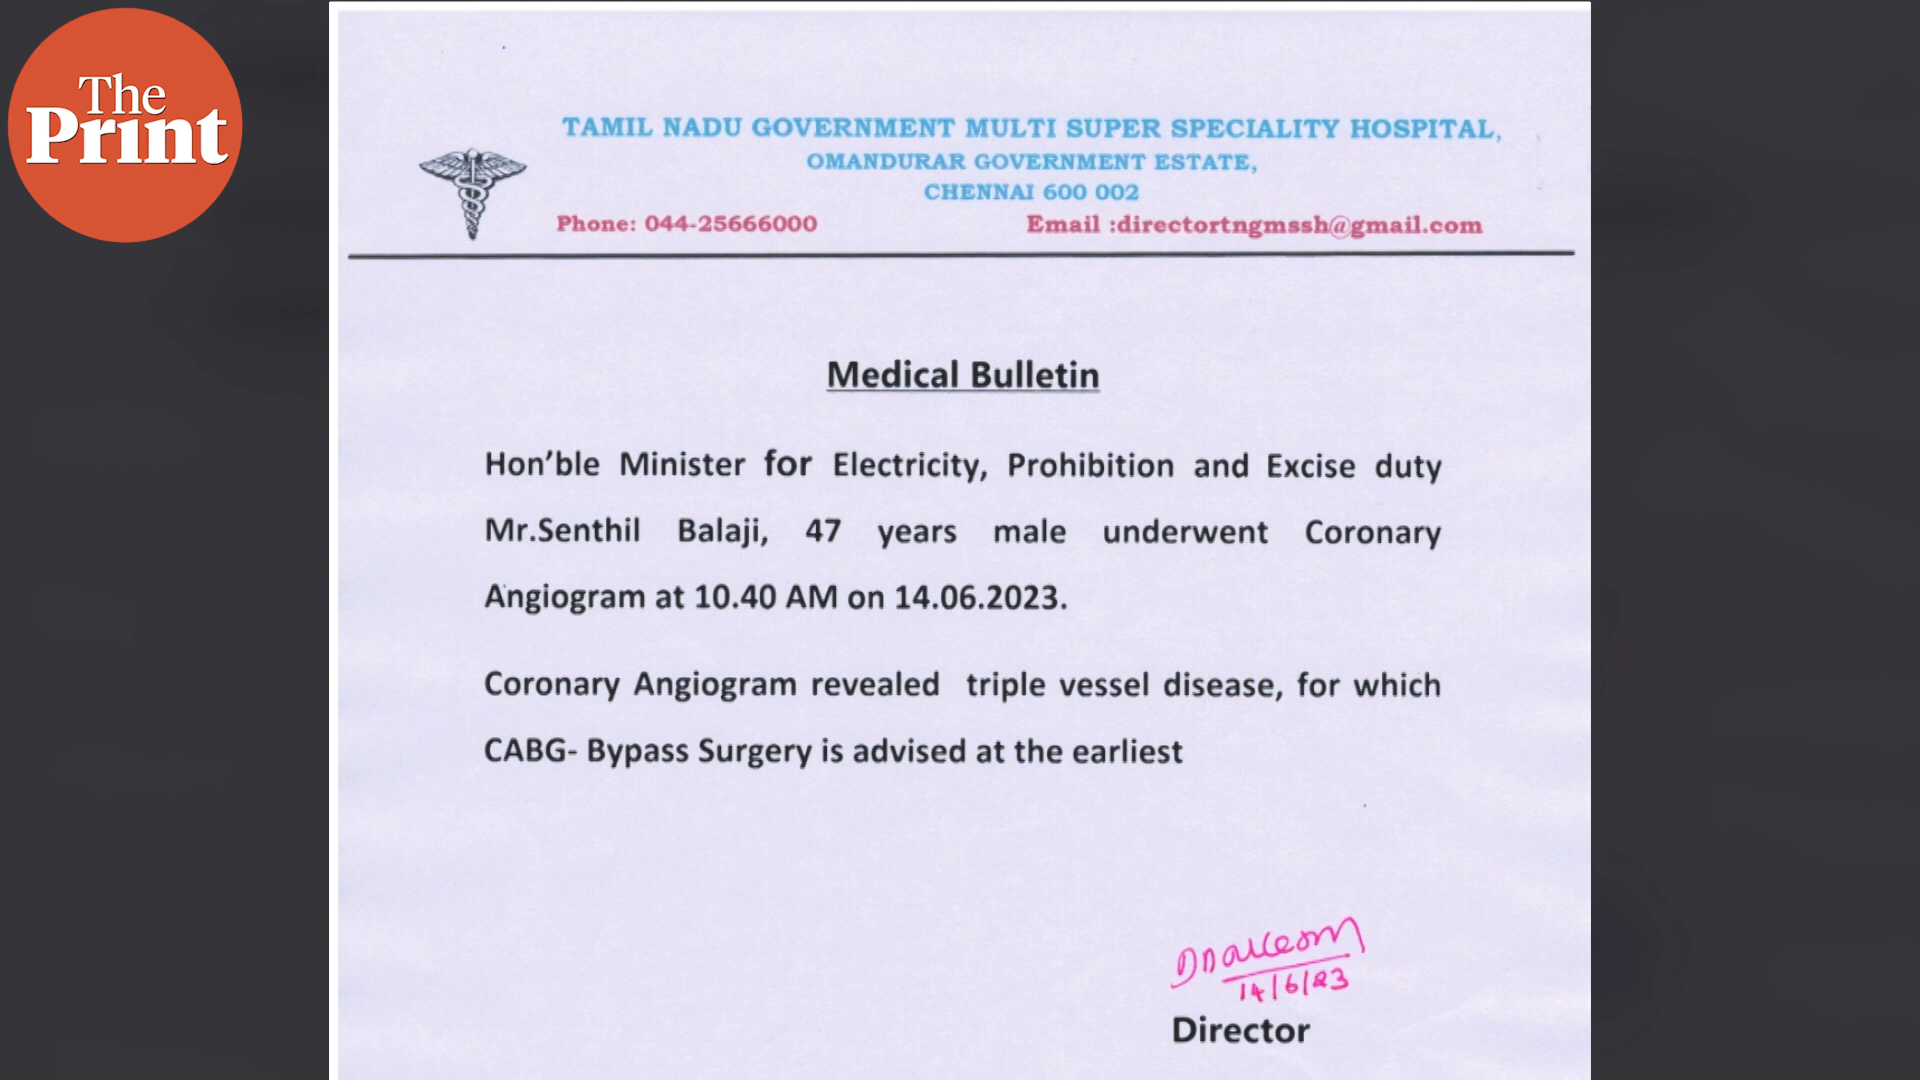 The
Print
TAMIL NADU GOVERNMENT MULTI SUPER SPECIALITY HOSPITAL,
OMANDURAR GOVERNMENT ESTATE,
CHENNAI 600 002
Phone: 044-25666000 Email :directortngmssh@gmail.com
Medical Bulletin
Hon'ble Minister for Electricity, Prohibition and Excise duty
Mr.Senthil Balaji, 47 years male underwent Coronary
Angiogram at 10.40 AM on 14.06.2023.
Coronary Angiogram revealed triple vessel disease, for which
CABG- Bypass Surgery is advised at the earliest
14/6/23
Director